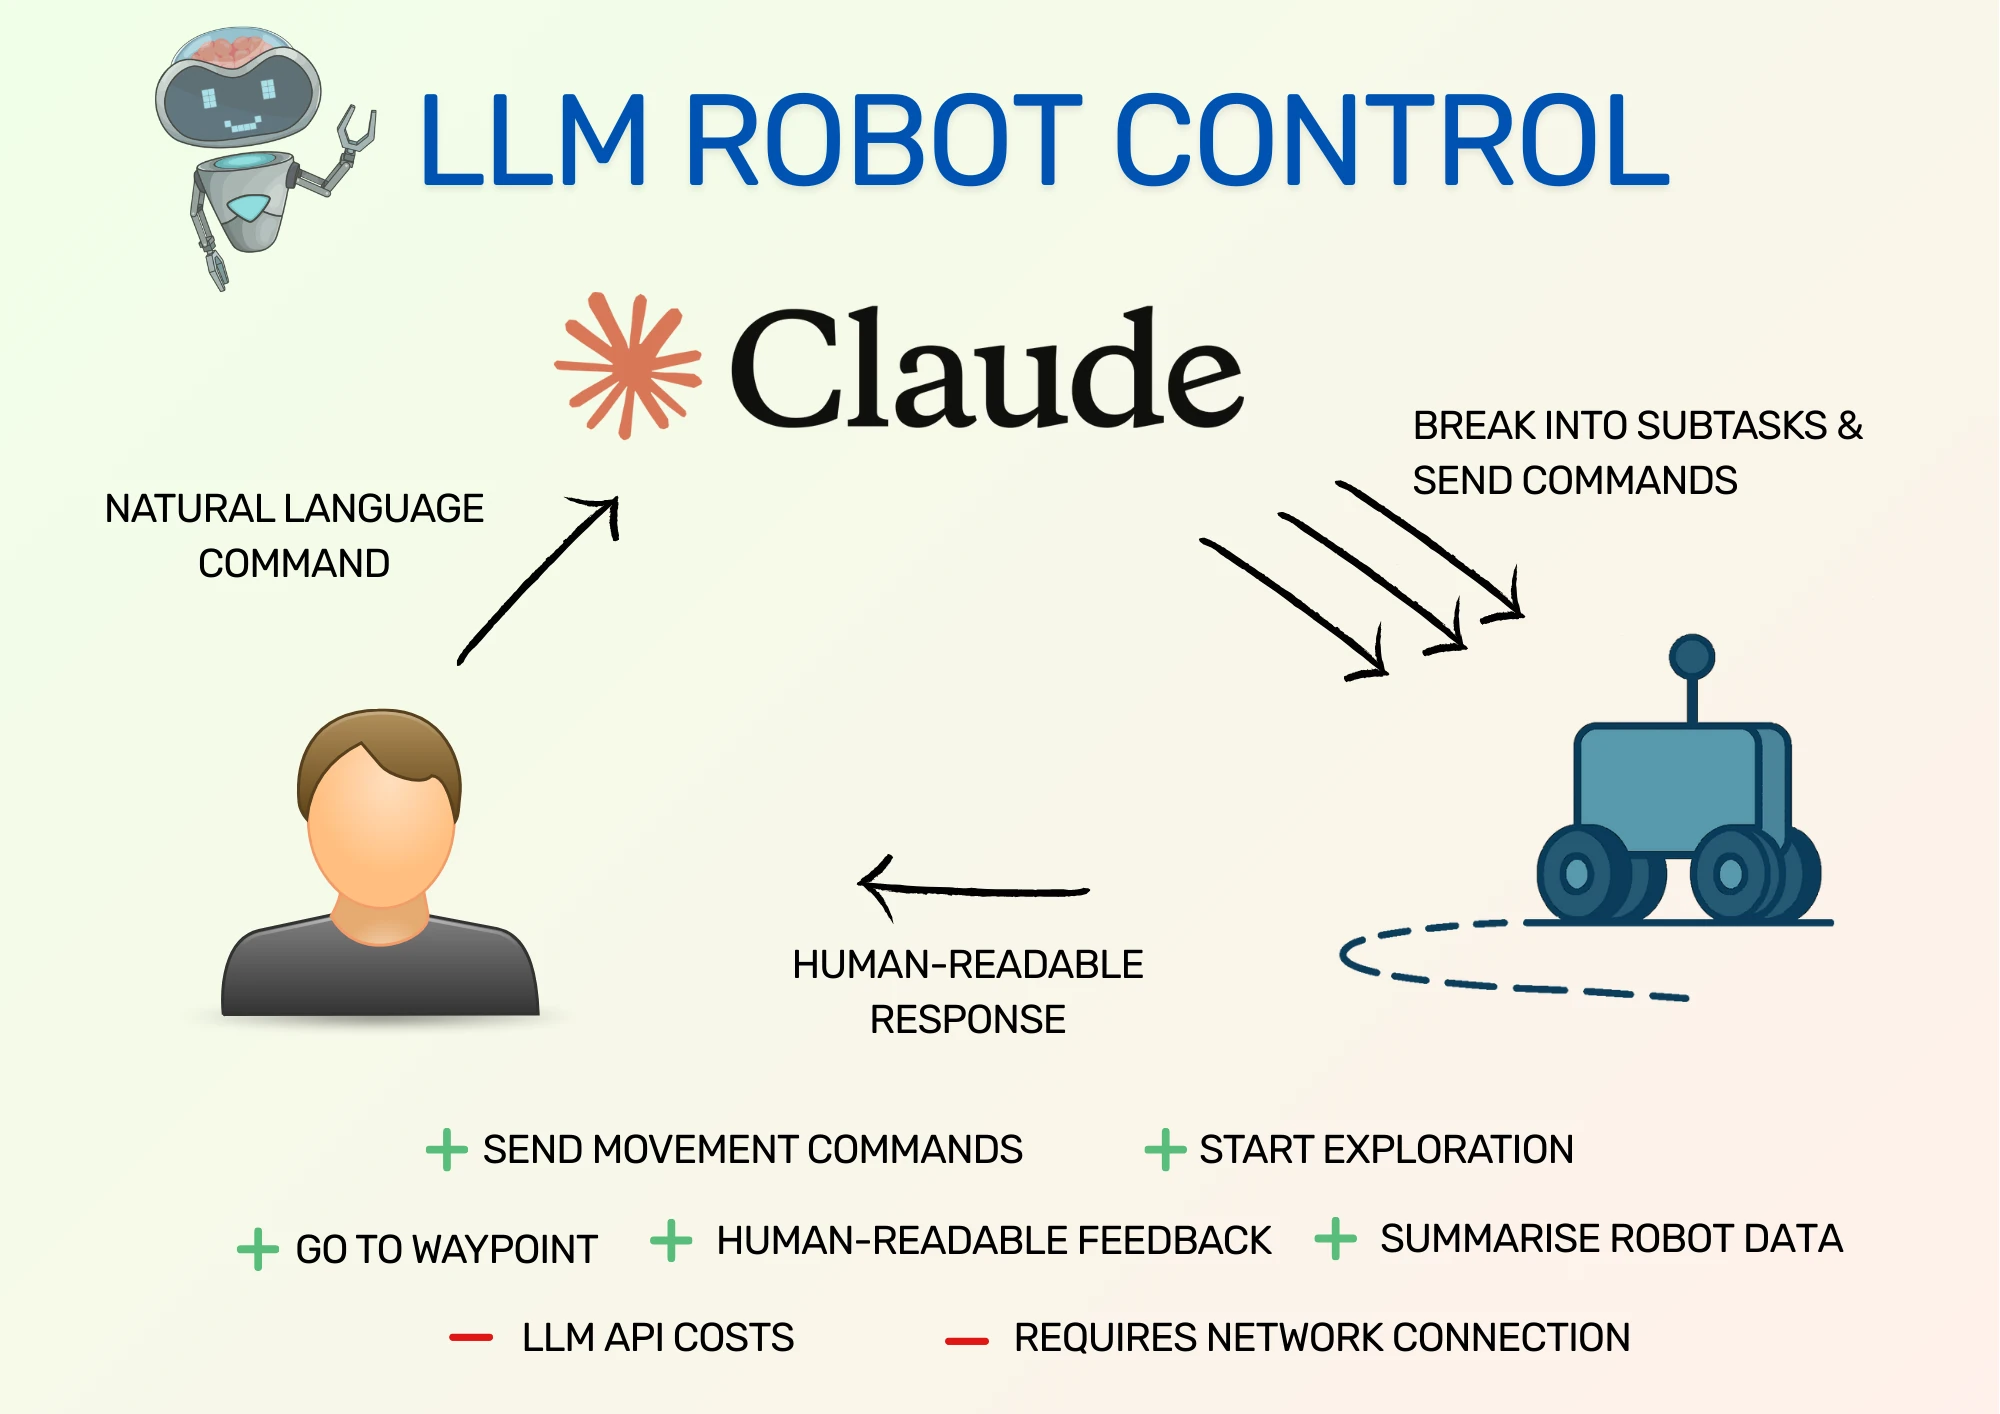 LLM ROBOT CONTROL
Claude
BREAK INTO SUBTASKS &
SEND COMMANDS
NATURAL LANGUAGE
COMMAND
HUMAN-READABLE
RESPONSE
+ SEND MOVEMENT COMMANDS
+ START EXPLORATION
+ GO TO WAYPOINT
+ HUMAN-READABLE FEEDBACK
+ SUMMARISE ROBOT DATA
− LLM API COSTS
− REQUIRES NETWORK CONNECTION